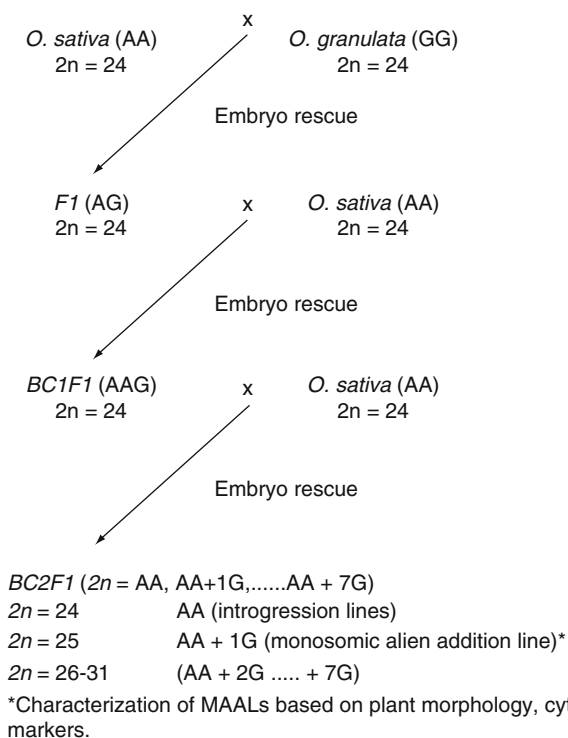 x
O. sativa (AA) O. granulata (GG)
2n = 24 2n = 24
Embryo rescue
F1 (AG) x O. sativa (AA)
2n = 24 2n = 24
Embryo rescue
BC1F1 (AAG) x O. sativa (AA)
2n = 24 2n = 24
Embryo rescue
BC2F1 (2n = AA, AA+1G,......AA + 7G)
2n = 24 AA (introgression lines)
2n = 25 AA + 1G (monosomic alien addition line)*
2n = 26-31 (AA + 2G ..... + 7G)
*Characterization of MAALs based on plant morphology,
markers.